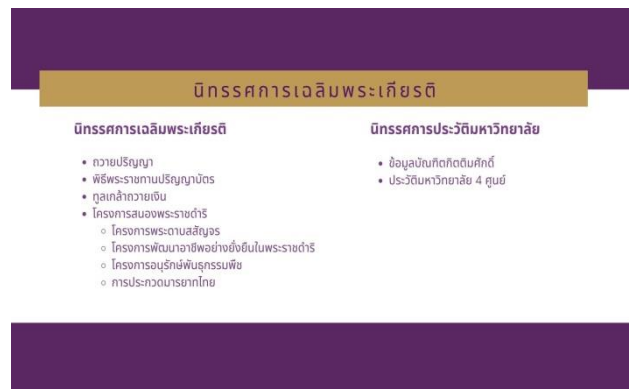 นิทรรศการเฉลิมพระเกียรติ
นิทรรศการเฉลิมพระเกียรติ
• ถวายปริญญา
• พิธีพระราชทานปริญญาบัตร
• ทูลเกล้าถวายเงิน
• โครงการสนองพระราชดำริ
◦ โครงการพระดาบสสัญจร
◦ โครงการพัฒนาอาชีพอย่างยั่งยืนในพระราชดำริ
◦ โครงการอนุรักษ์พันธุกรรมพืช
◦ การประกวดมารยาทไทย
นิทรรศการประวัติมหาวิทยาลัย
• ข้อมูลบัณฑิตกิตติมศักดิ์
• ประวัติมหาวิทยาลัย 4 ศูนย์